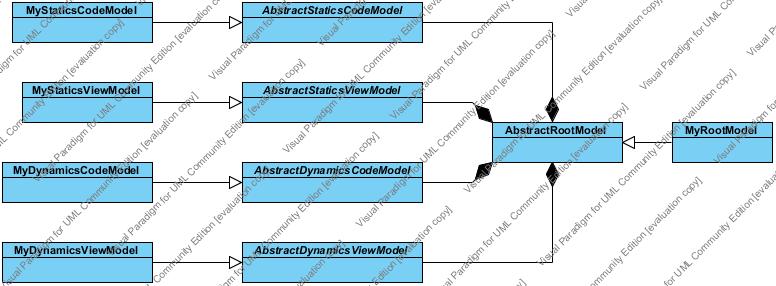 MyStaticsCodeModel
AbstractStaticsCodeModel
MyStaticsViewModel
AbstractStaticsViewModel
AbstractRootModel
MyRootModel
MyDynamicsCodeModel
AbstractDynamicsCodeModel
MyDynamicsViewModel
AbstractDynamicsViewModel
Visual Paradigm for UML Community Edition [evaluation copy]